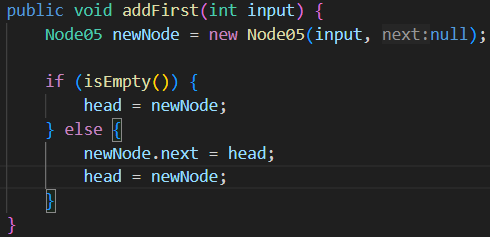 public void addFirst(int input) {
Node05 newNode = new Node05(input, next:null);
if (isEmpty()) {
head = newNode;
} else {
newNode.next = head;
head = newNode;
}
}